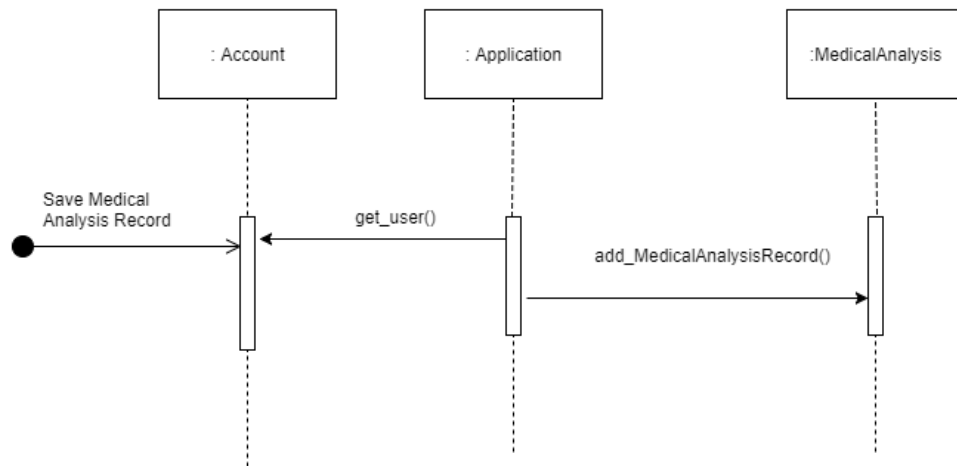 : Account
: Application
:MedicalAnalysis
Save Medical
Analysis Record
get_user()
add_MedicalAnalysisRecord()